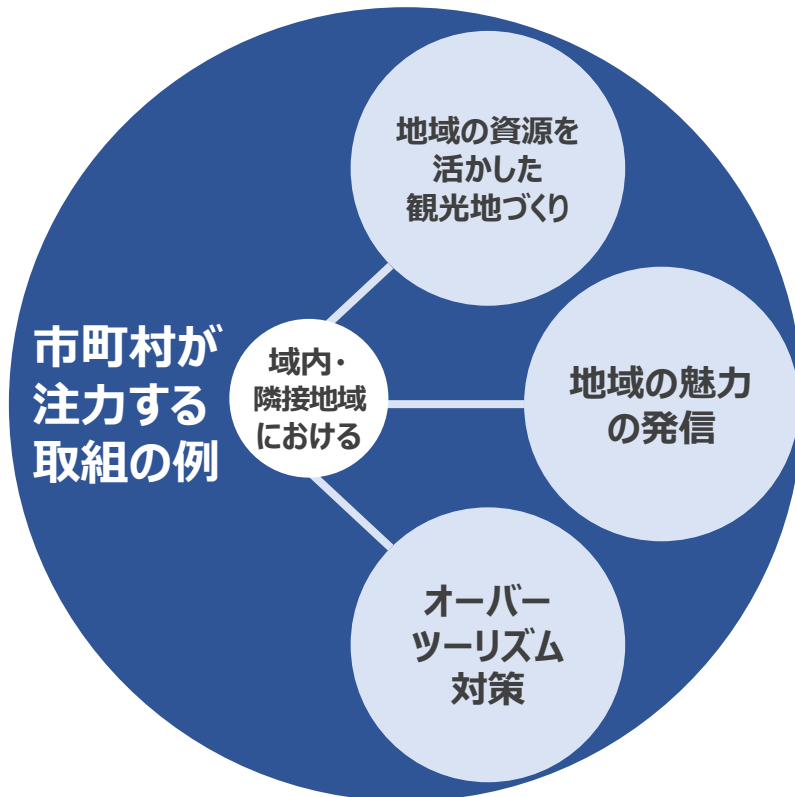 市町村が
注力する
取組の例
域内・
隣接地域
における
地域の資源を
活かした
観光地づくり
地域の魅力
の発信
オーバー
ツーリズム
対策